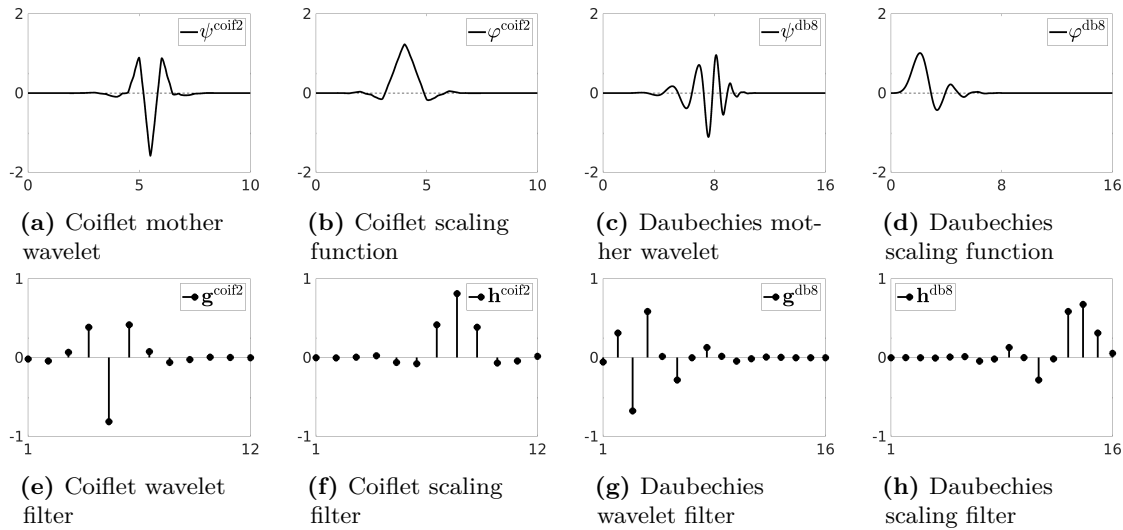 2
0
-2
0
5
10
ψ^coif2
2
0
-2
0
5
10
φ^coif2
2
0
-2
0
8
16
ψ^db8
2
0
-2
0
8
16
φ^db8
(a) Coiflet mother
wavelet
(b) Coiflet scaling
function
(c) Daubechies mot-
her wavelet
(d) Daubechies
scaling function
1
0
-1
1
12
g^coif2
1
0
-1
1
12
h^coif2
1
0
-1
1
16
g^db8
1
0
-1
1
16
h^db8
(e) Coiflet wavelet
filter
(f) Coiflet scaling
filter
(g) Daubechies
wavelet filter
(h) Daubechies
scaling filter